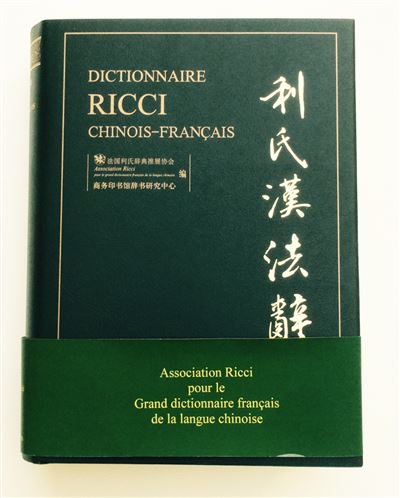 DICTIONNAIRE
RICCI
CHINOIS–FRANÇAIS
法国利氏辞典推展协会
Association Ricci
pour le grand dictionnaire français de la langue chinoise
编
商务印书馆辞书研究中心
利氏漢法辭
Association Ricci
pour le
Grand dictionnaire français
de la langue chinoise